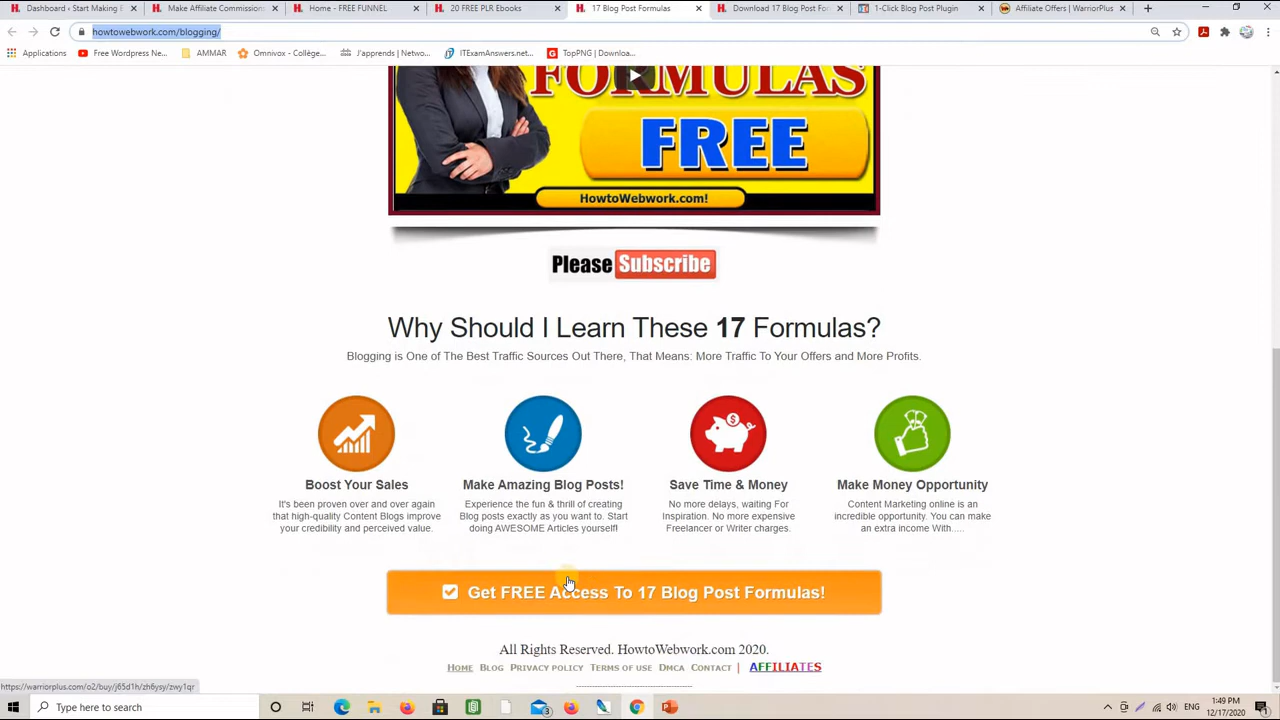 Dashboard ‹ Start Making E
Make Affiliate Commissions
Home - FREE FUNNEL
20 FREE PLR Ebooks
17 Blog Post Formulas
Download 17 Blog Post For
1-Click Blog Post Plugin
Affiliate Offers | WarriorPlus
howtowebwork.com/blogging/
Applications
Free Wordpress Ne...
AMMAR
Omnivox - Collège...
J'apprends | Netwo...
ITExamAnswers.net...
TopPNG | Downloa...
FORMULAS
FREE
HowtoWebwork.com!
Please Subscribe
Why Should I Learn These 17 Formulas?
Blogging is One of The Best Traffic Sources Out There, That Means: More Traffic To Your Offers and More Profits.
Boost Your Sales
It's been proven over and over again
that high-quality Content Blogs improve
your credibility and perceived value.
Make Amazing Blog Posts!
Experience the fun & thrill of creating
Blog posts exactly as you want to. Start
doing AWESOME Articles yourself!
Save Time & Money
No more delays, waiting For
Inspiration. No more expensive
Freelancer or Writer charges.
Make Money Opportunity
Content Marketing online is an
incredible opportunity. You can make
an extra income With.....
Get FREE Access To 17 Blog Post Formulas!
All Rights Reserved. HowtoWebwork.com 2020.
HOME BLOG PRIVACY POLICY TERMS OF USE DMCA CONTACT | AFFILIATES
--------------------------------------------
https://warriorplus.com/o2/buy/j65d1h/zh6ysy/zwy1qr
Type here to search
3
ENG
1:49 PM
12/17/2020
1